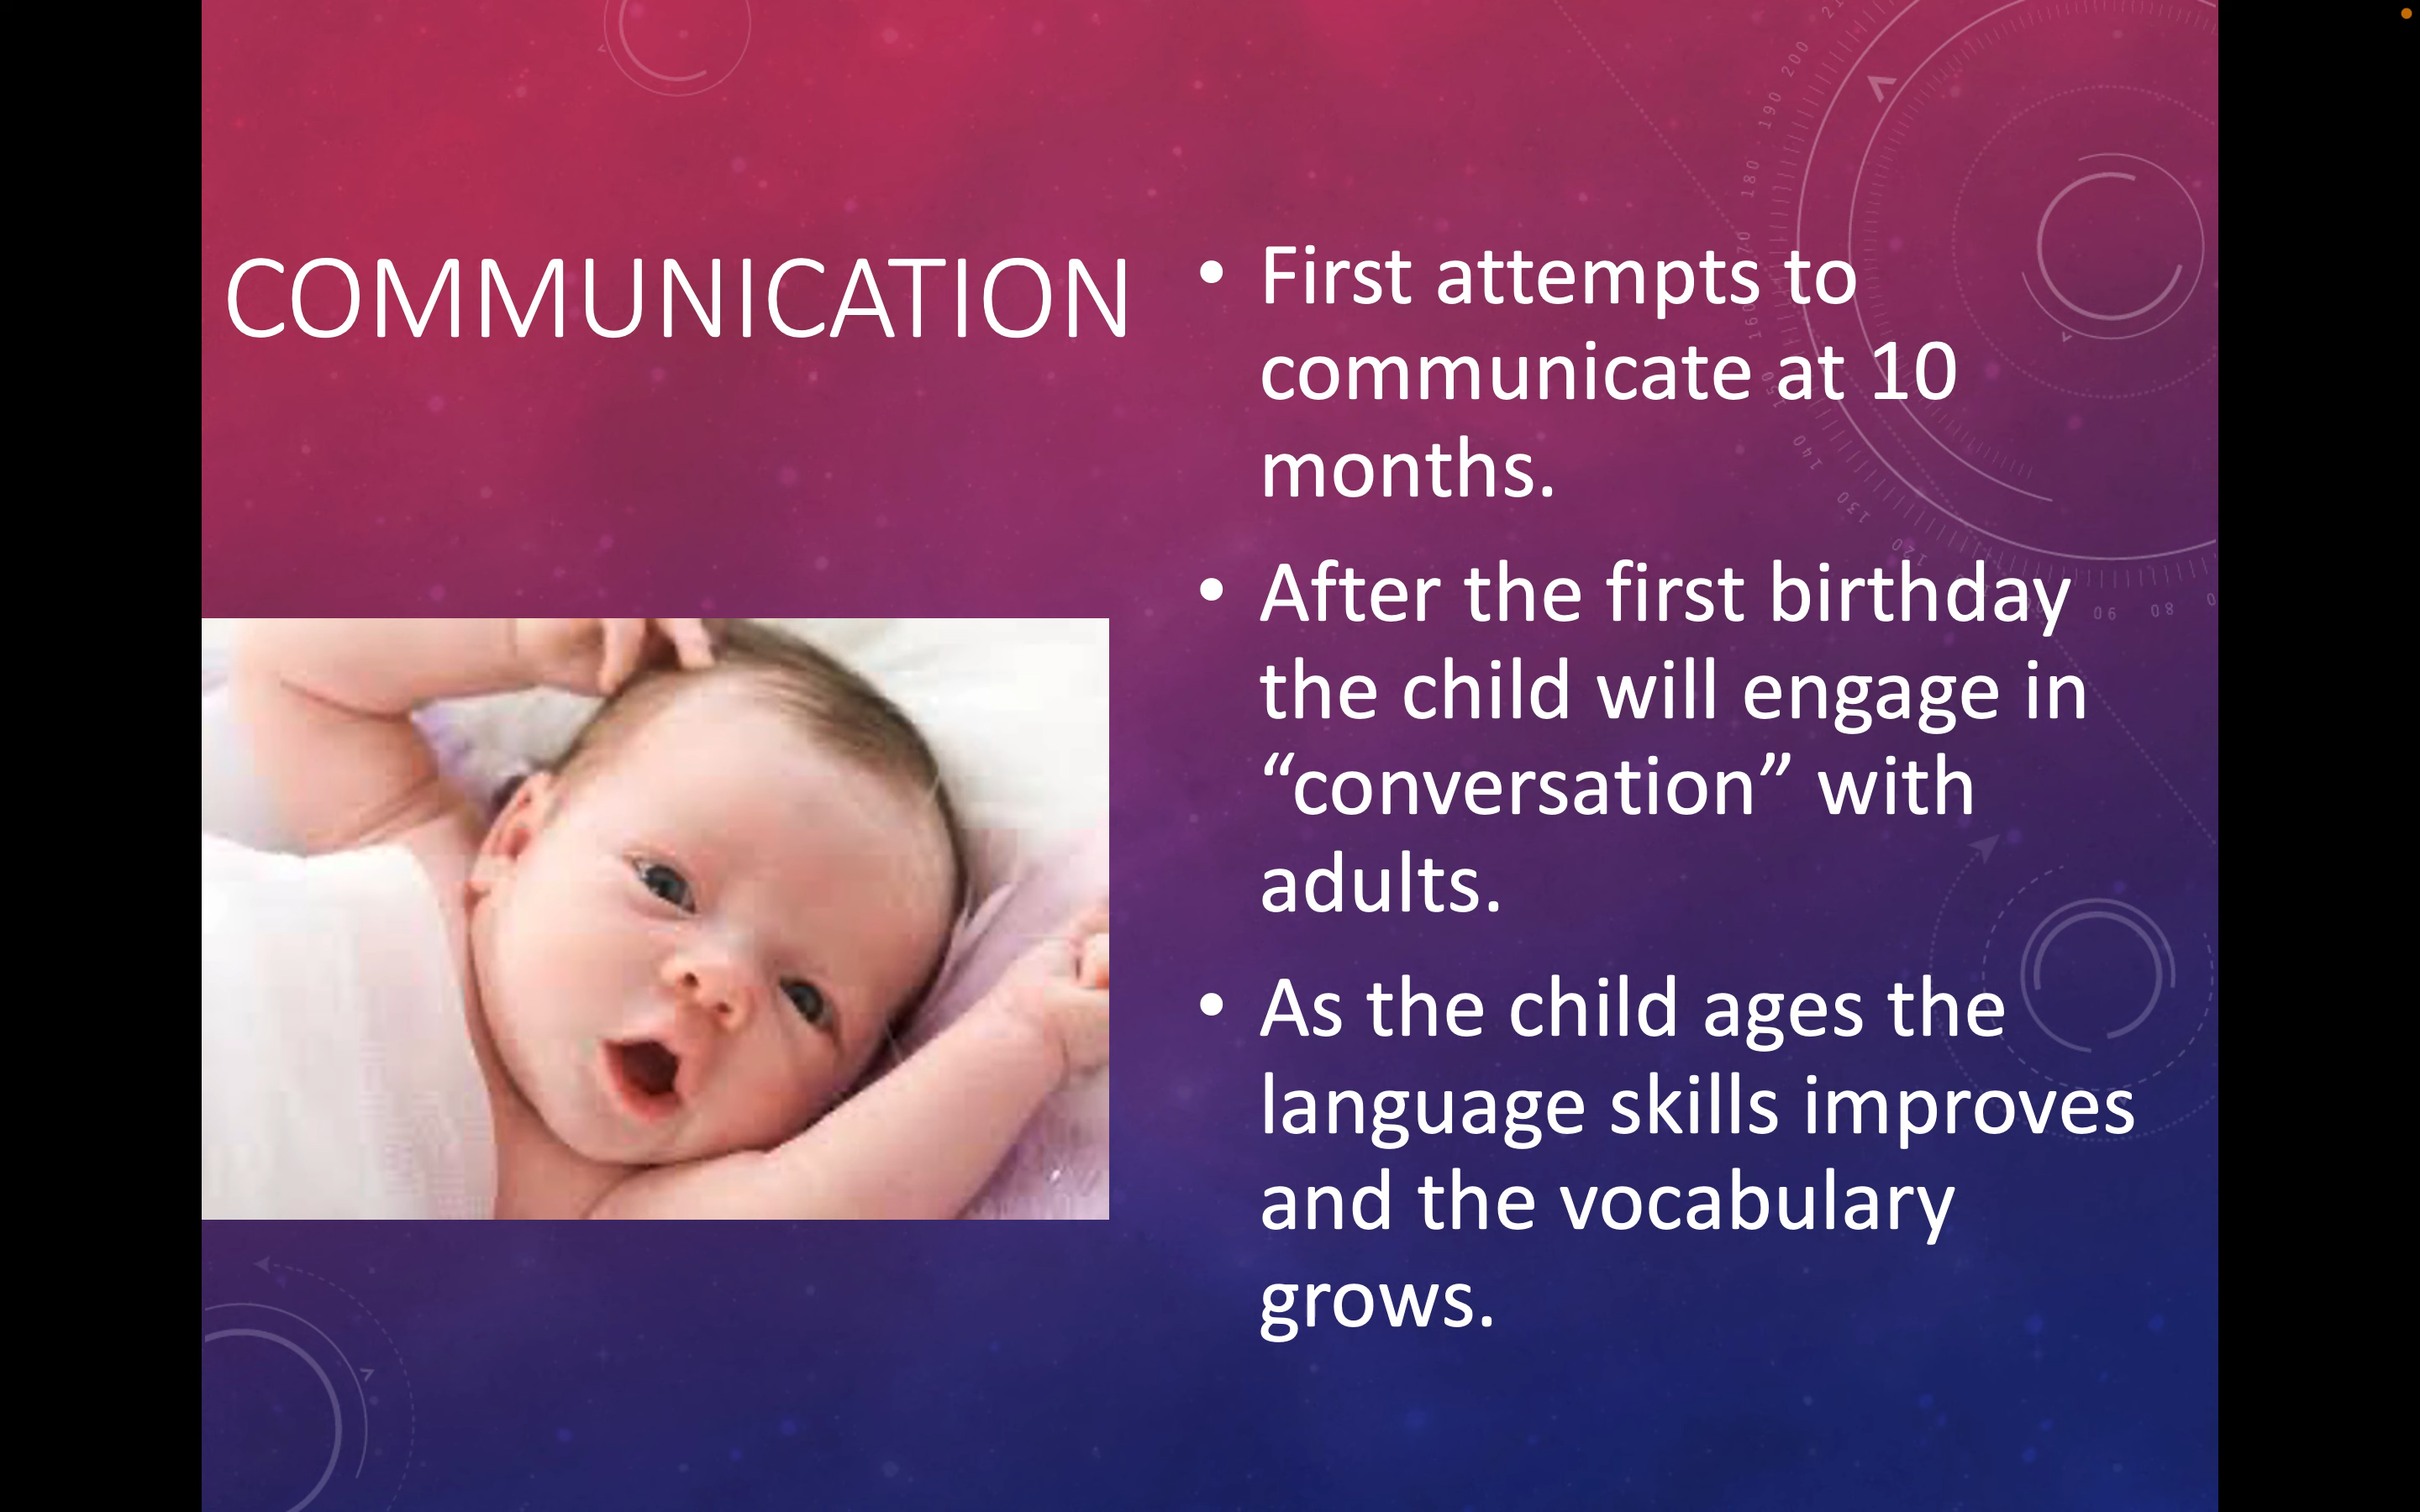 COMMUNICATION
• First attempts to
communicate at 10
months.
• After the first birthday
the child will engage in
“conversation” with
adults.
• As the child ages the
language skills improves
and the vocabulary
grows.